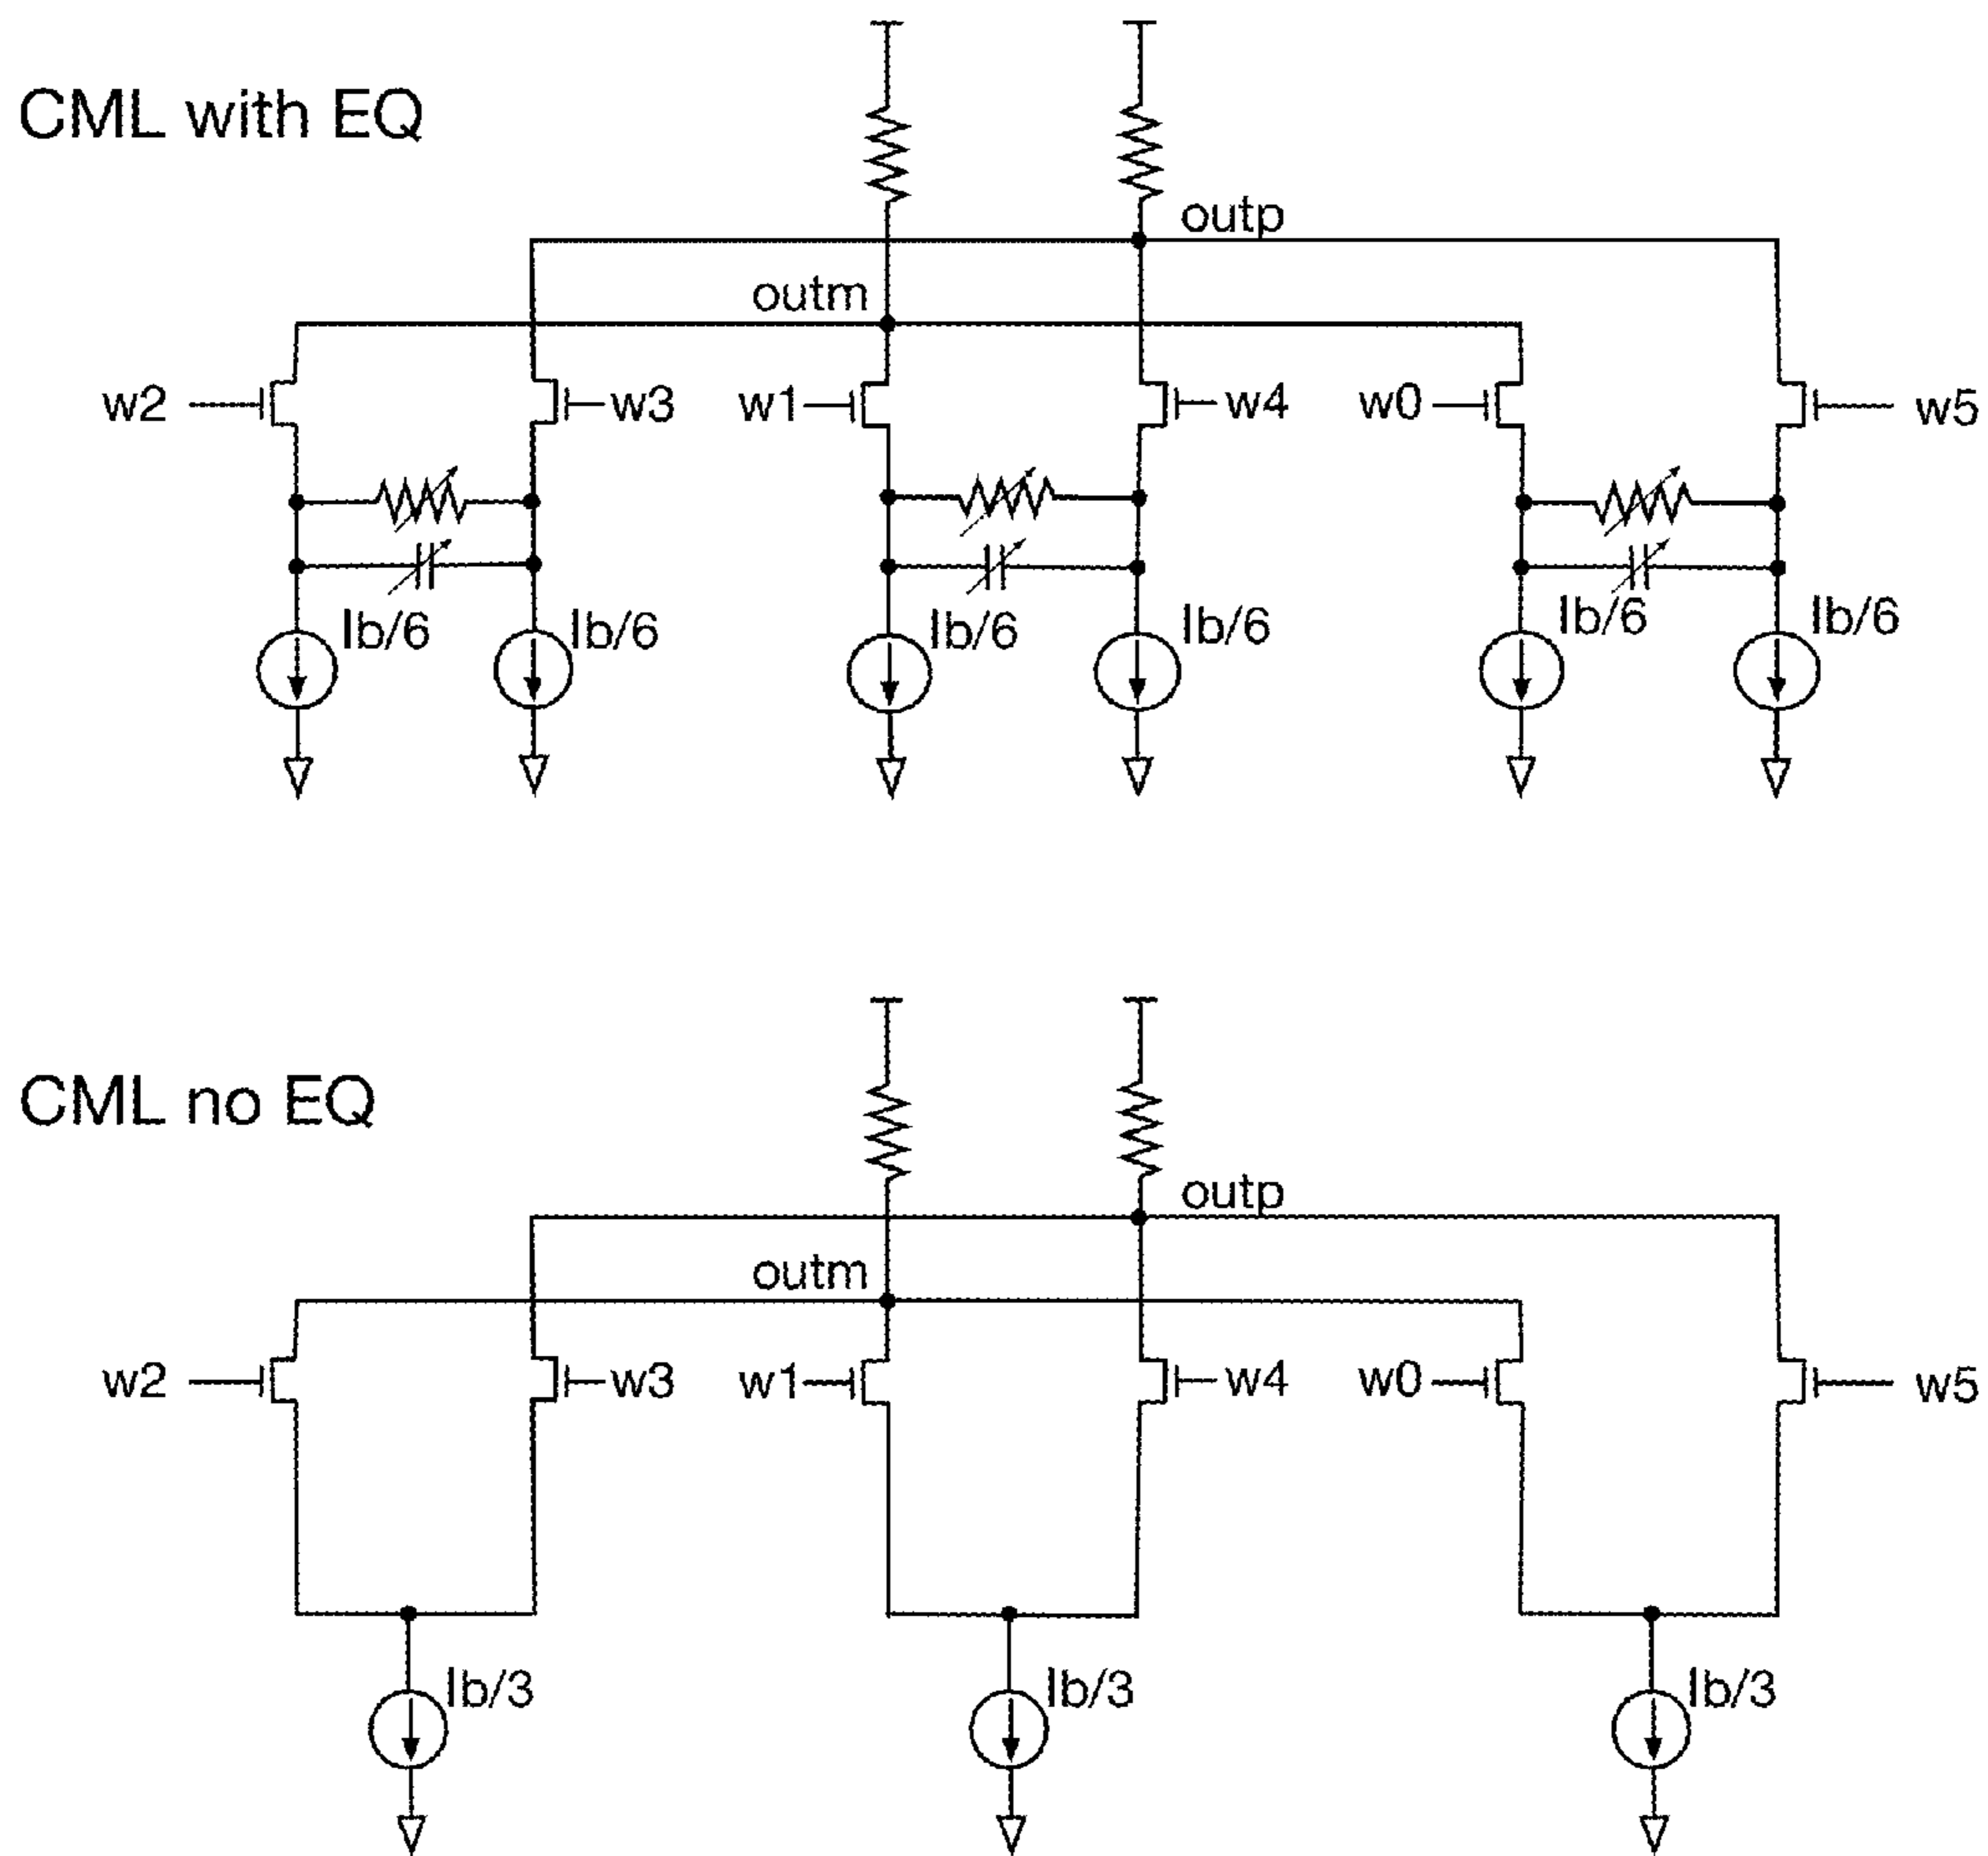 CML with EQ
outp
outm
w2 w3 w1 w4 w0 w5
Ib/6 Ib/6 Ib/6 Ib/6 Ib/6 Ib/6
CML no EQ
outp
outm
w2 w3 w1 w4 w0 w5
Ib/3 Ib/3 Ib/3